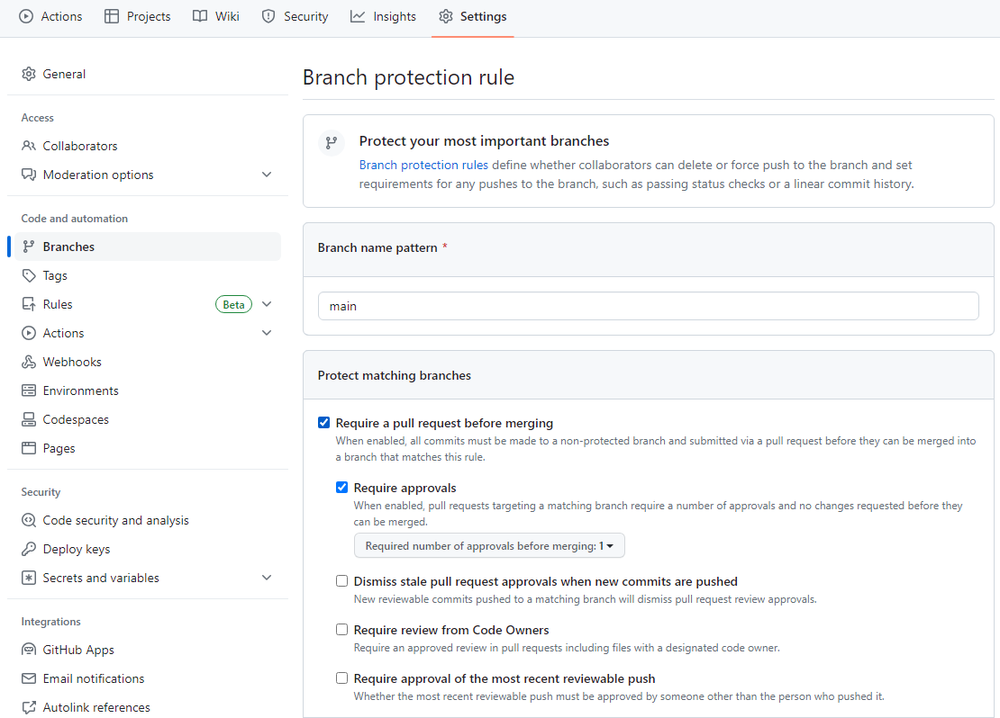 Actions Projects Wiki Security Insights Settings
General
Access
Collaborators
Moderation options
Code and automation
Branches
Tags
Rules Beta
Actions
Webhooks
Environments
Codespaces
Pages
Security
Code security and analysis
Deploy keys
Secrets and variables
Integrations
GitHub Apps
Email notifications
Autolink references
Branch protection rule
Protect your most important branches
Branch protection rules define whether collaborators can delete or force push to the branch and set
requirements for any pushes to the branch, such as passing status checks or a linear commit history.
Branch name pattern *
main
Protect matching branches
Require a pull request before merging
When enabled, all commits must be made to a non-protected branch and submitted via a pull request before they can be merged into
a branch that matches this rule.
Require approvals
When enabled, pull requests targeting a matching branch require a number of approvals and no changes requested before they
can be merged.
Required number of approvals before merging: 1
Dismiss stale pull request approvals when new commits are pushed
New reviewable commits pushed to a matching branch will dismiss pull request review approvals.
Require review from Code Owners
Require an approved review in pull requests including files with a designated code owner.
Require approval of the most recent reviewable push
Whether the most recent reviewable push must be approved by someone other than the person who pushed it.